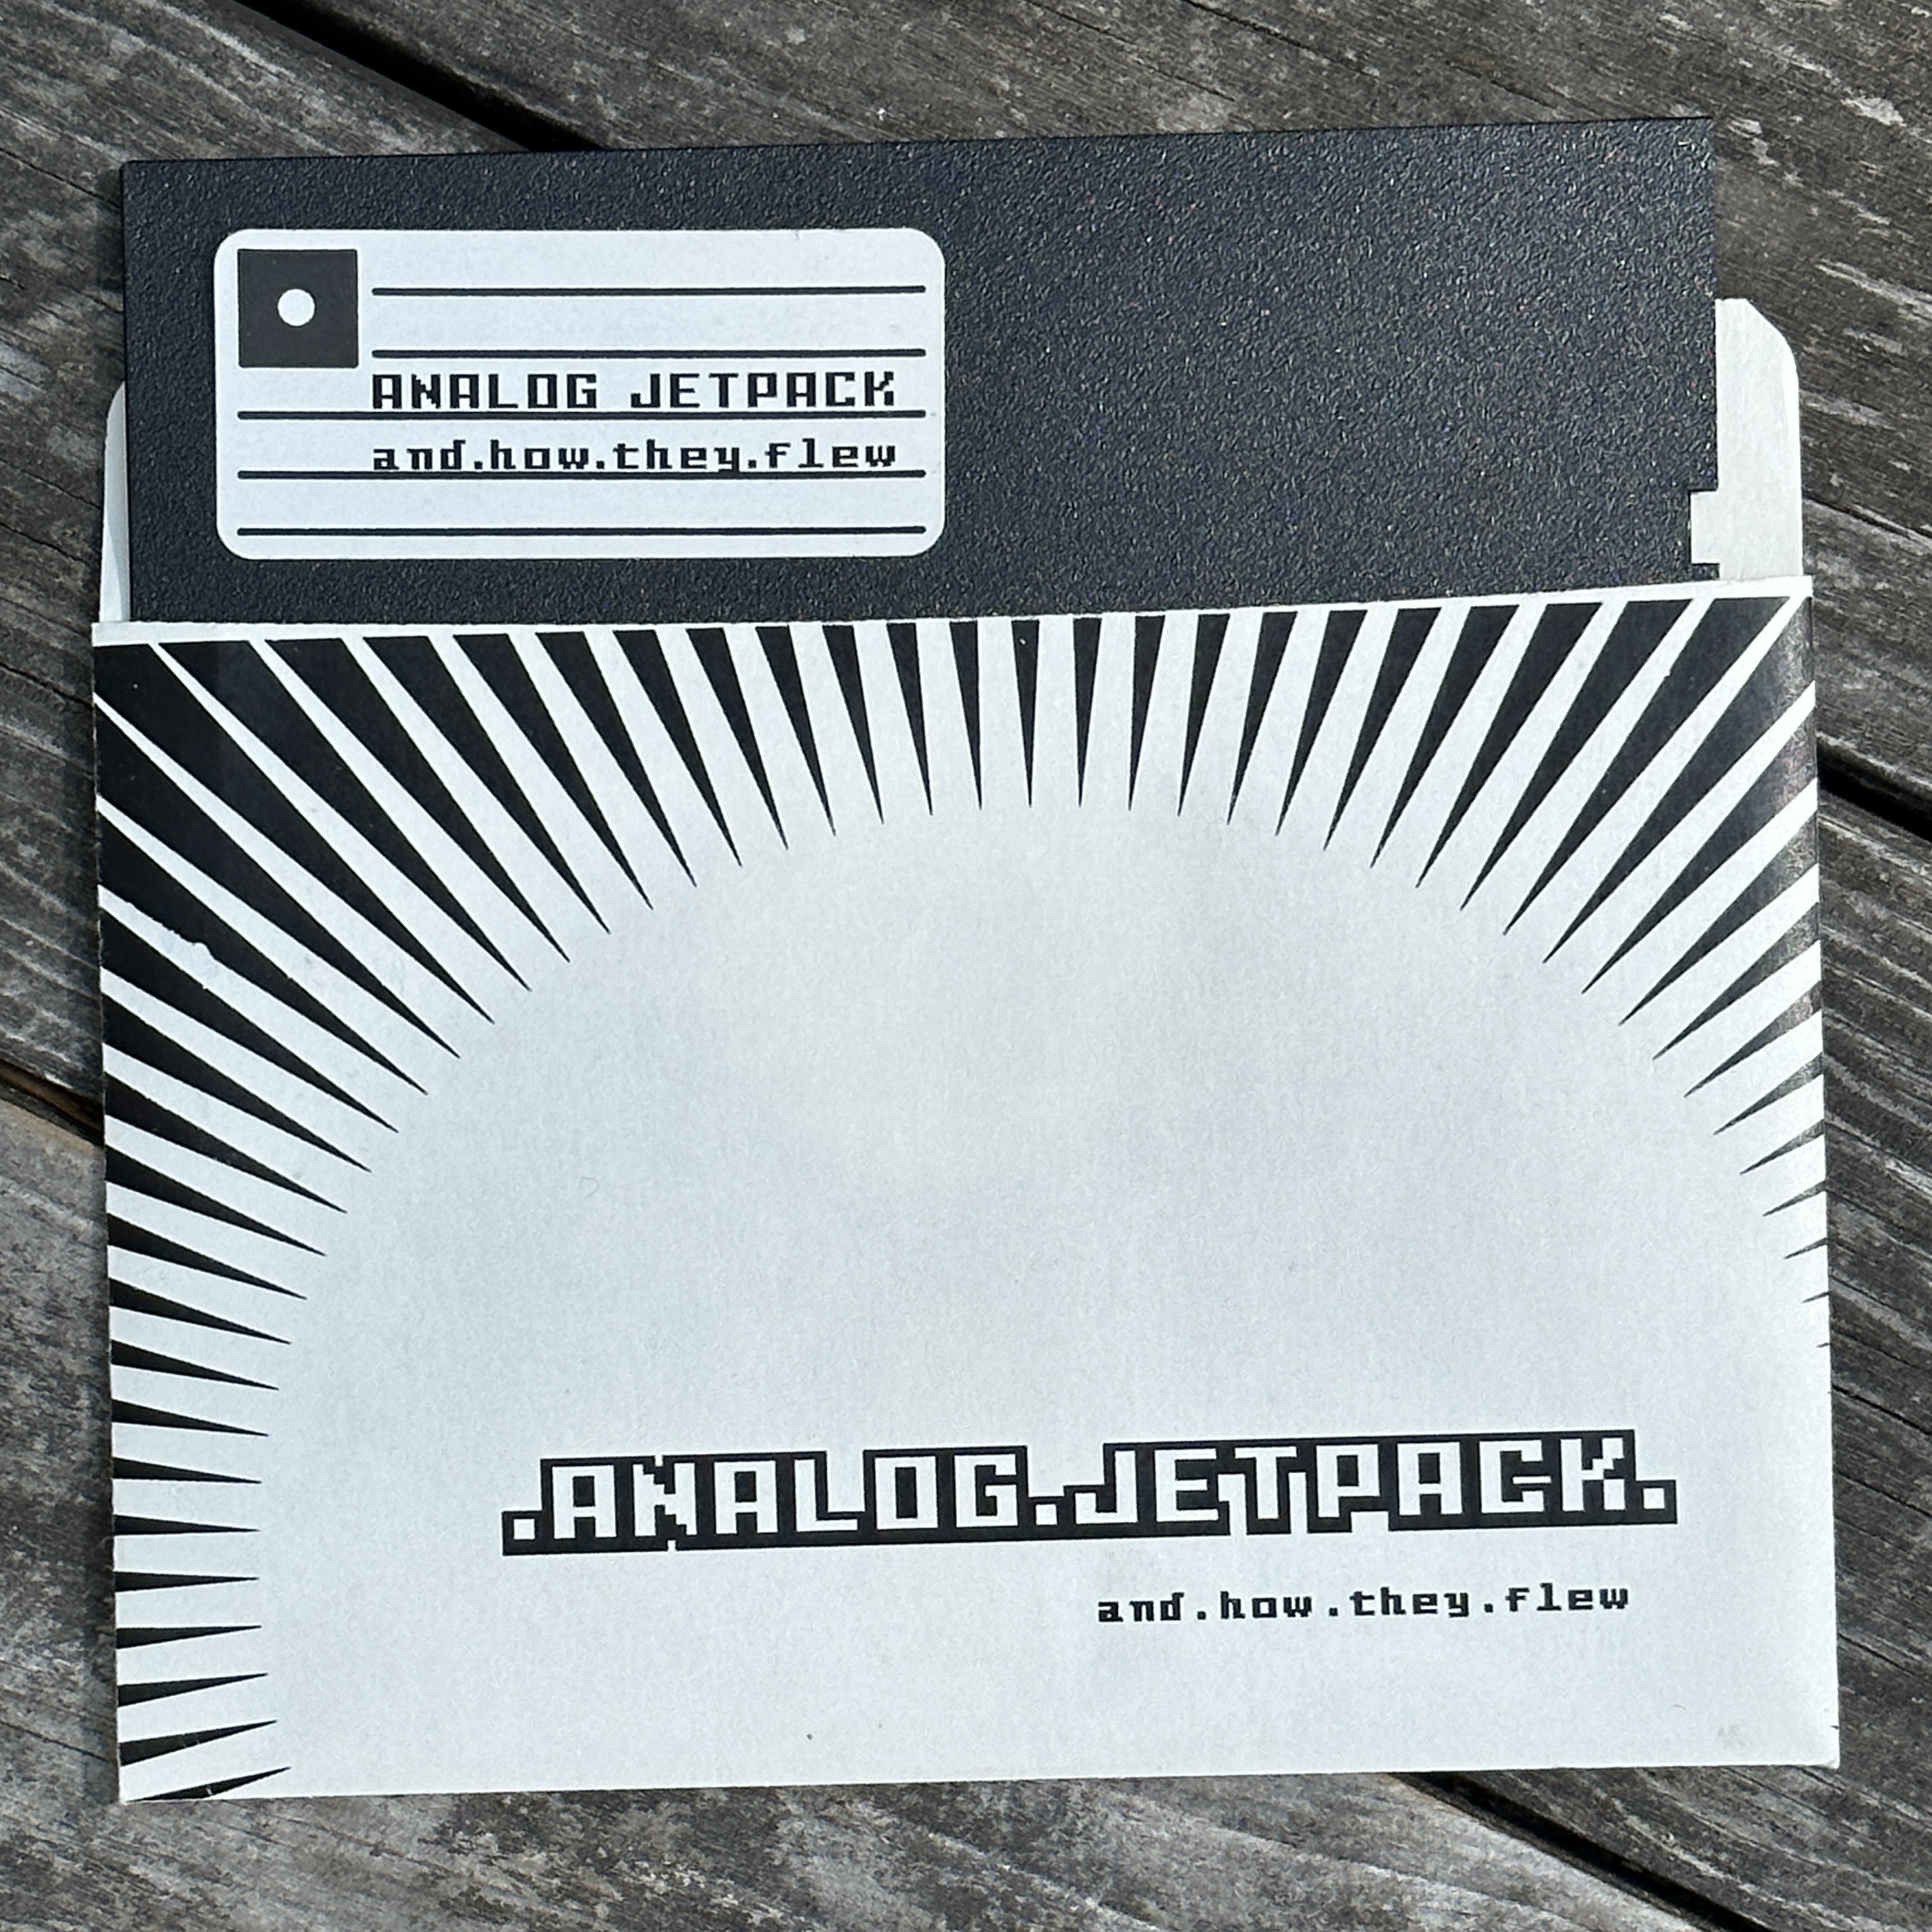 ANALOG JETPACK
and.how.they.flew
.ANALOG.JETPACK.
and.how.they.flew